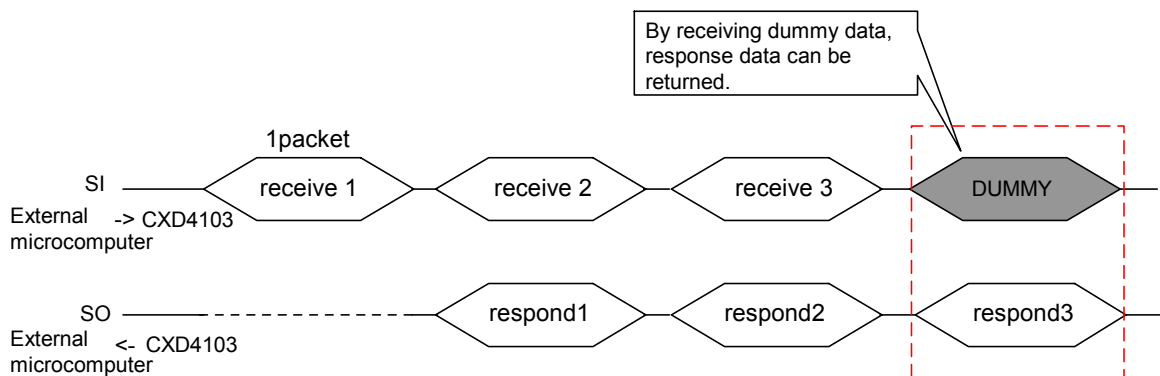 By receiving dummy data,
response data can be
returned.
1packet
SI
receive 1
receive 2
receive 3
DUMMY
External
microcomputer
-> CXD4103
SO
respond1
respond2
respond3
External
microcomputer
<- CXD4103